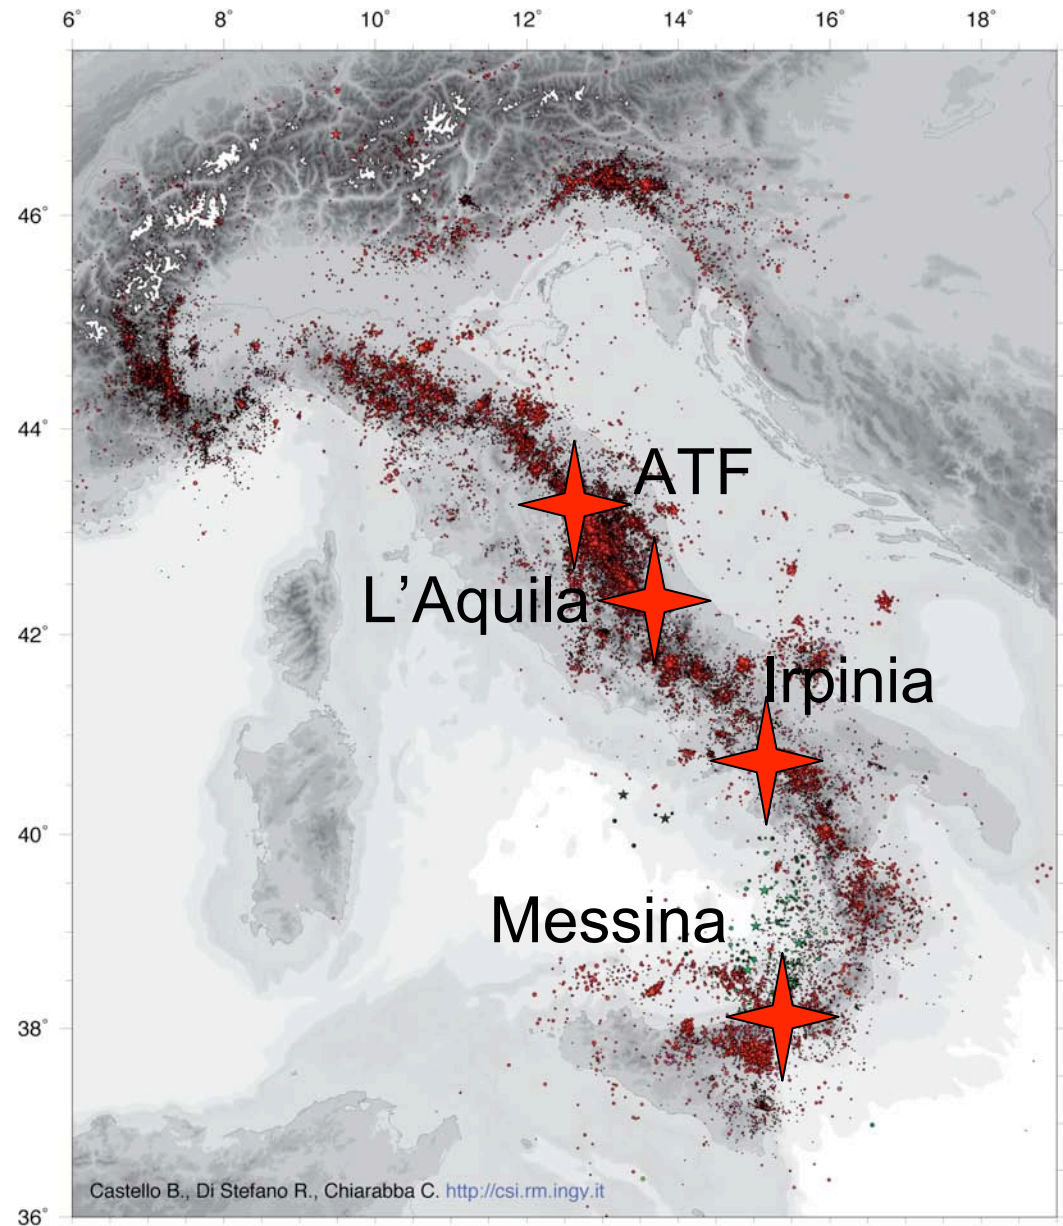 6° 8° 10° 12° 14° 16° 18°
46°
44°
ATF
L’Aquila
42°
Irpinia
40°
Messina
38°
Castello B., Di Stefano R., Chiarabba C. http://csi.rm.ingv.it
36°